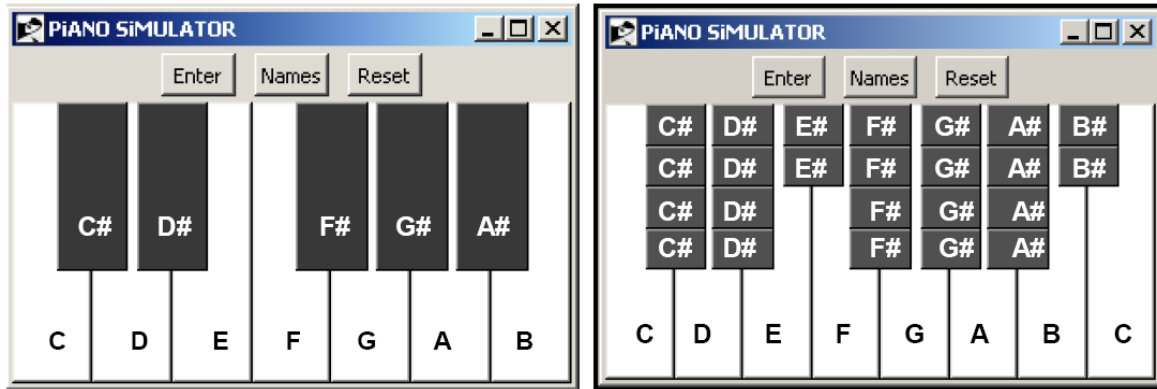 PiANO SiMULATOR
Enter Names Reset
C# D# F# G# A#
C D E F G A B
PiANO SiMULATOR
Enter Names Reset
C# D# E# F# G# A# B#
C# D# E# F# G# A# B#
C# D# F# G# A#
C# D# F# G# A#
C D E F G A B C